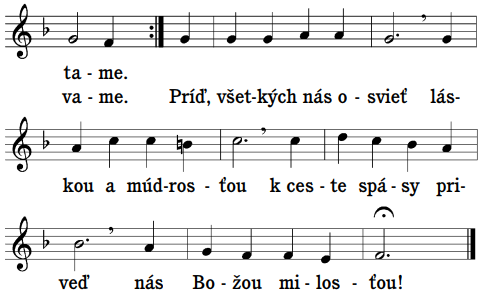 ta - me.
va - me. Príď, všet-kých nás o - svieť lás-
kou a múd-ros - ťou k ces - te spá - sy pri-
veď nás Bo - žou mi - los - ťou!